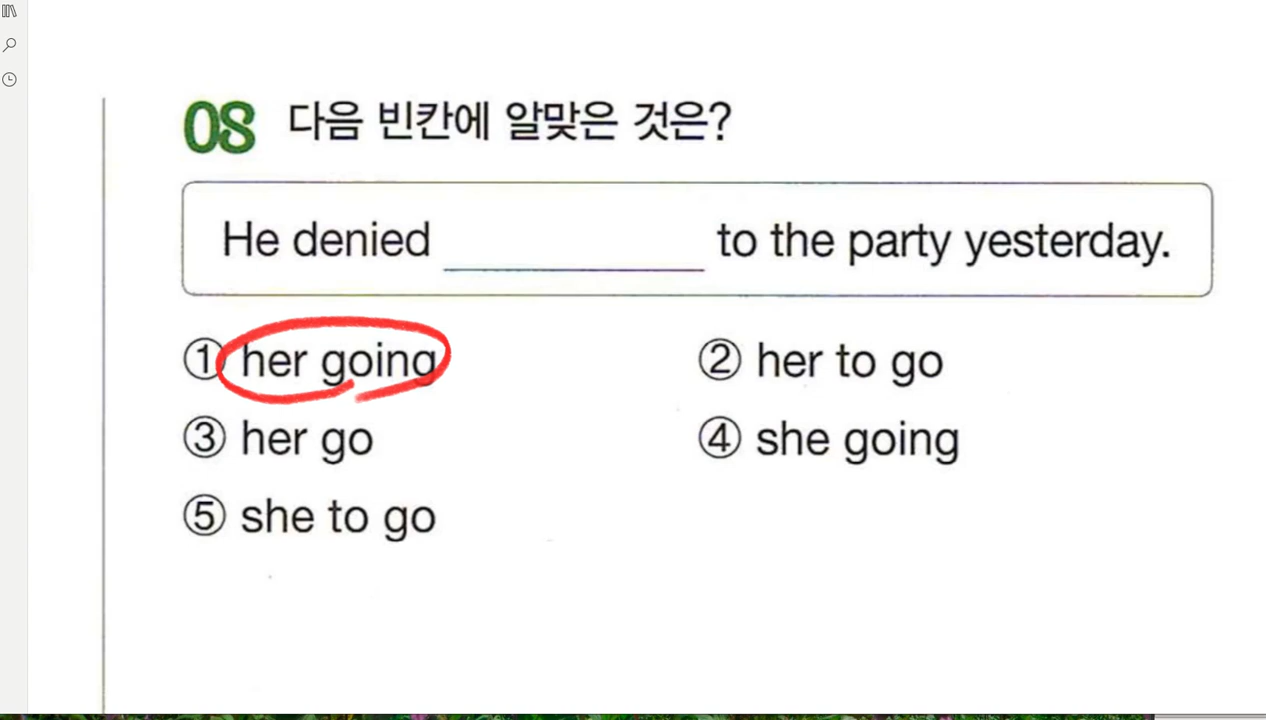 08 다음 빈칸에 알맞은 것은?
He denied ____________ to the party yesterday.
① her going ② her to go
③ her go ④ she going
⑤ she to go